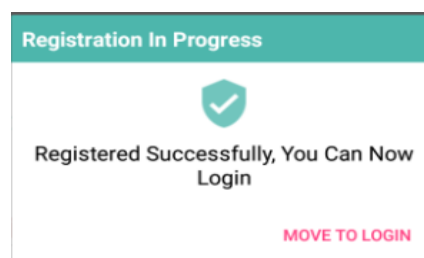 Registration In Progress
Registered Successfully, You Can Now
Login
MOVE TO LOGIN